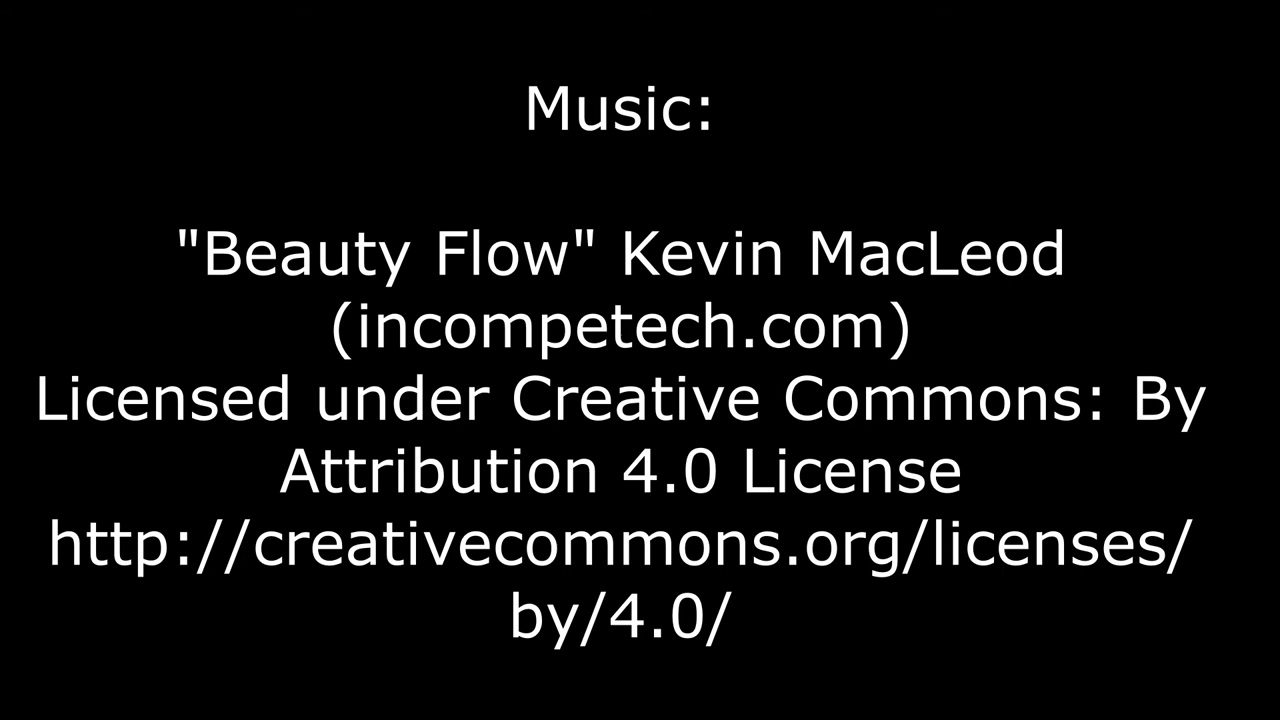 Music:
"Beauty Flow" Kevin MacLeod
(incompetech.com)
Licensed under Creative Commons: By
Attribution 4.0 License
http://creativecommons.org/licenses/
by/4.0/